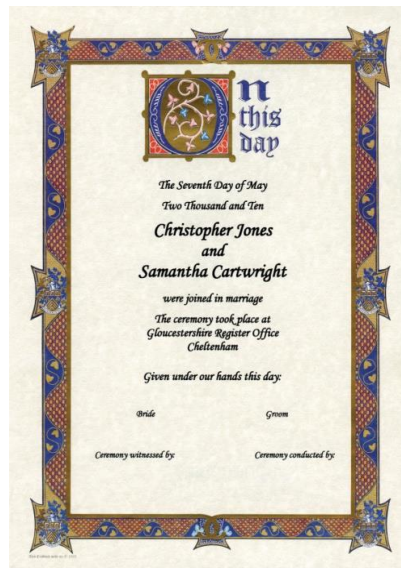 On
this
day
The Seventh Day of May
Two Thousand and Ten
Christopher Jones
and
Samantha Cartwright
were joined in marriage
The ceremony took place at
Gloucestershire Register Office
Cheltenham
Given under our hands this day:
Bride Groom
Ceremony witnessed by: Ceremony conducted by: